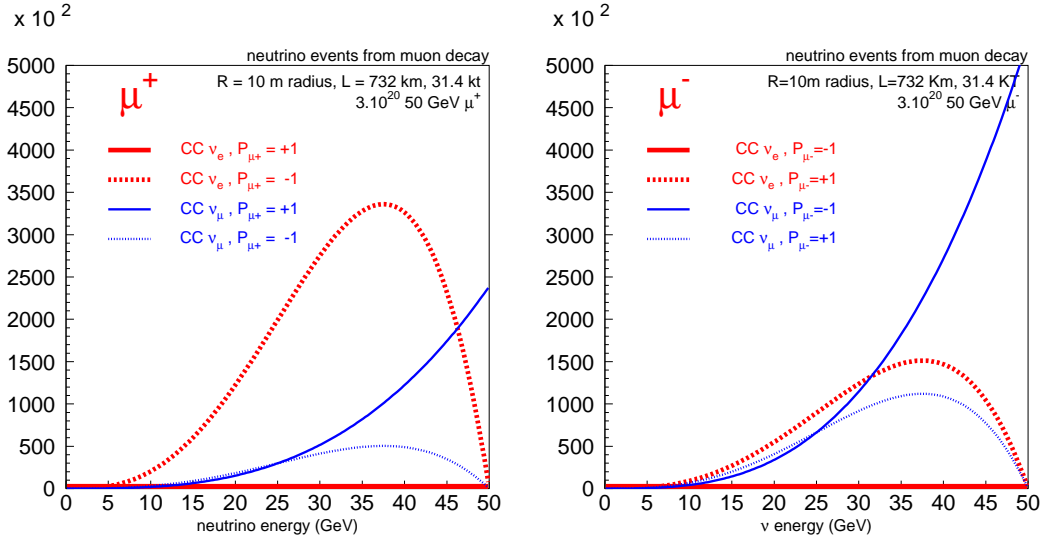 x 10 2
neutrino events from muon decay
μ+
R = 10 m radius, L = 732 km, 31.4 kt
3.10 20 50 GeV μ+
CC νe , Pμ+ = +1
CC νe , Pμ+ = -1
CC νμ , Pμ+ = +1
CC νμ , Pμ+ = -1
5000
4500
4000
3500
3000
2500
2000
1500
1000
500
0
0 5 10 15 20 25 30 35 40 45 50
neutrino energy (GeV)
x 10 2
neutrino events from muon decay
μ-
R=10m radius, L=732 Km, 31.4 KT
3.10 20 50 GeV μ-
CC νe , Pμ-=-1
CC νe , Pμ-=+1
CC νμ , Pμ-=-1
CC νμ , Pμ-=+1
5000
4500
4000
3500
3000
2500
2000
1500
1000
500
0
0 5 10 15 20 25 30 35 40 45 50
ν energy (GeV)